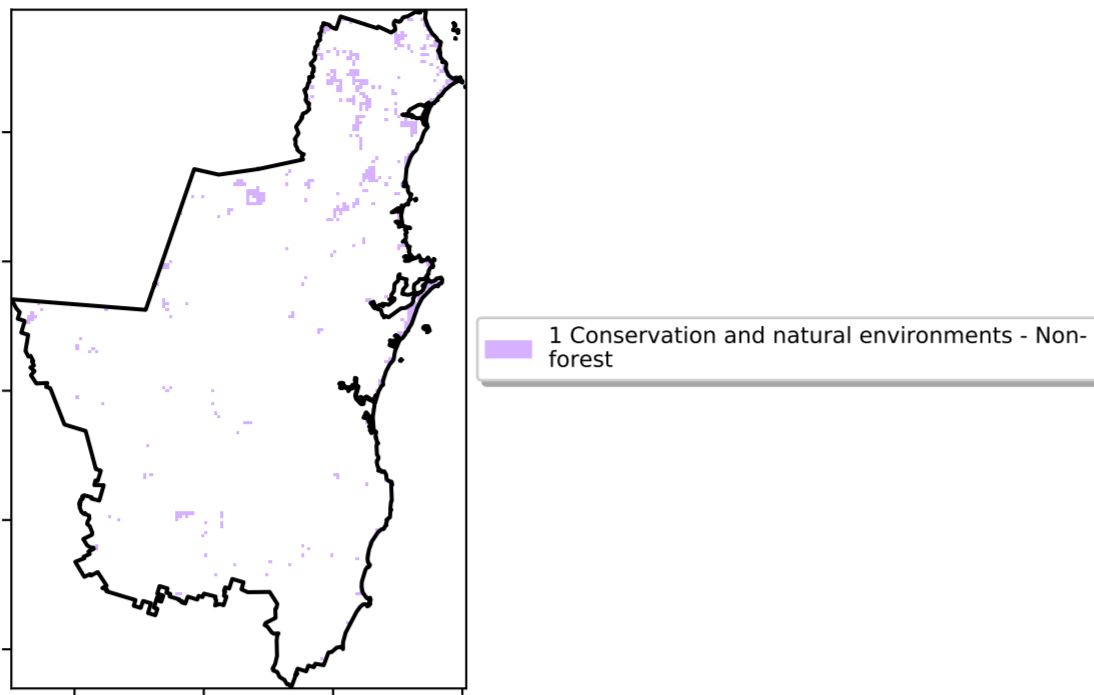 1 Conservation and natural environments - Non-
forest